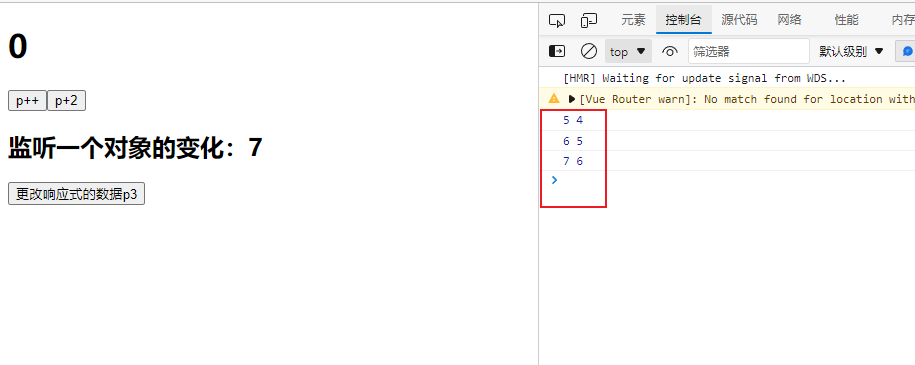 0
p++ p+2
监听一个对象的变化：7
更改响应式的数据p3
元素 控制台 源代码 网络 性能 内存
top ▼ 筛选器 默认级别 ▼
[HMR] Waiting for update signal from WDS...
▶[Vue Router warn]: No match found for location with
5 4
6 5
7 6
>